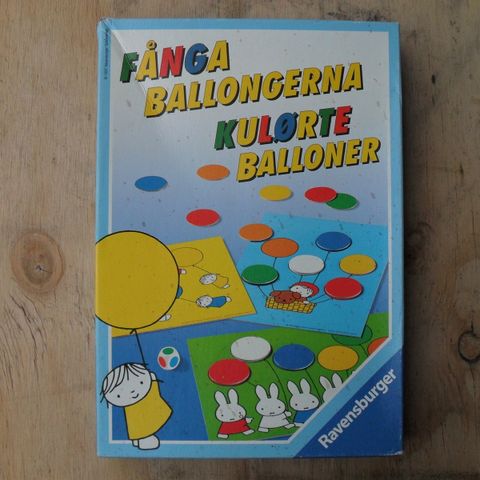 FÅNGA
BALLONGERNA
KULØRTE
BALLONER
Ravensburger